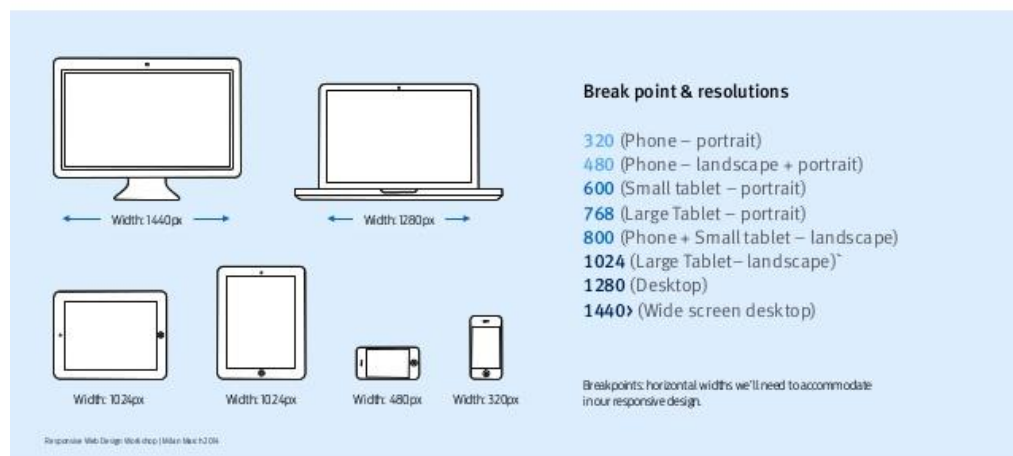 Break point & resolutions
320 (Phone – portrait)
480 (Phone – landscape + portrait)
600 (Small tablet – portrait)
768 (Large Tablet – portrait)
800 (Phone + Small tablet – landscape)
1024 (Large Tablet– landscape)`
1280 (Desktop)
1440> (Wide screen desktop)
Width: 1440px
Width: 1280px
Width: 1024px
Width: 1024px
Width: 480px
Width: 320px
Breakpoints: horizontal widths we'll need to accommodate
in our responsive design.
Responsive Web Design Workshop | Milan March 2014